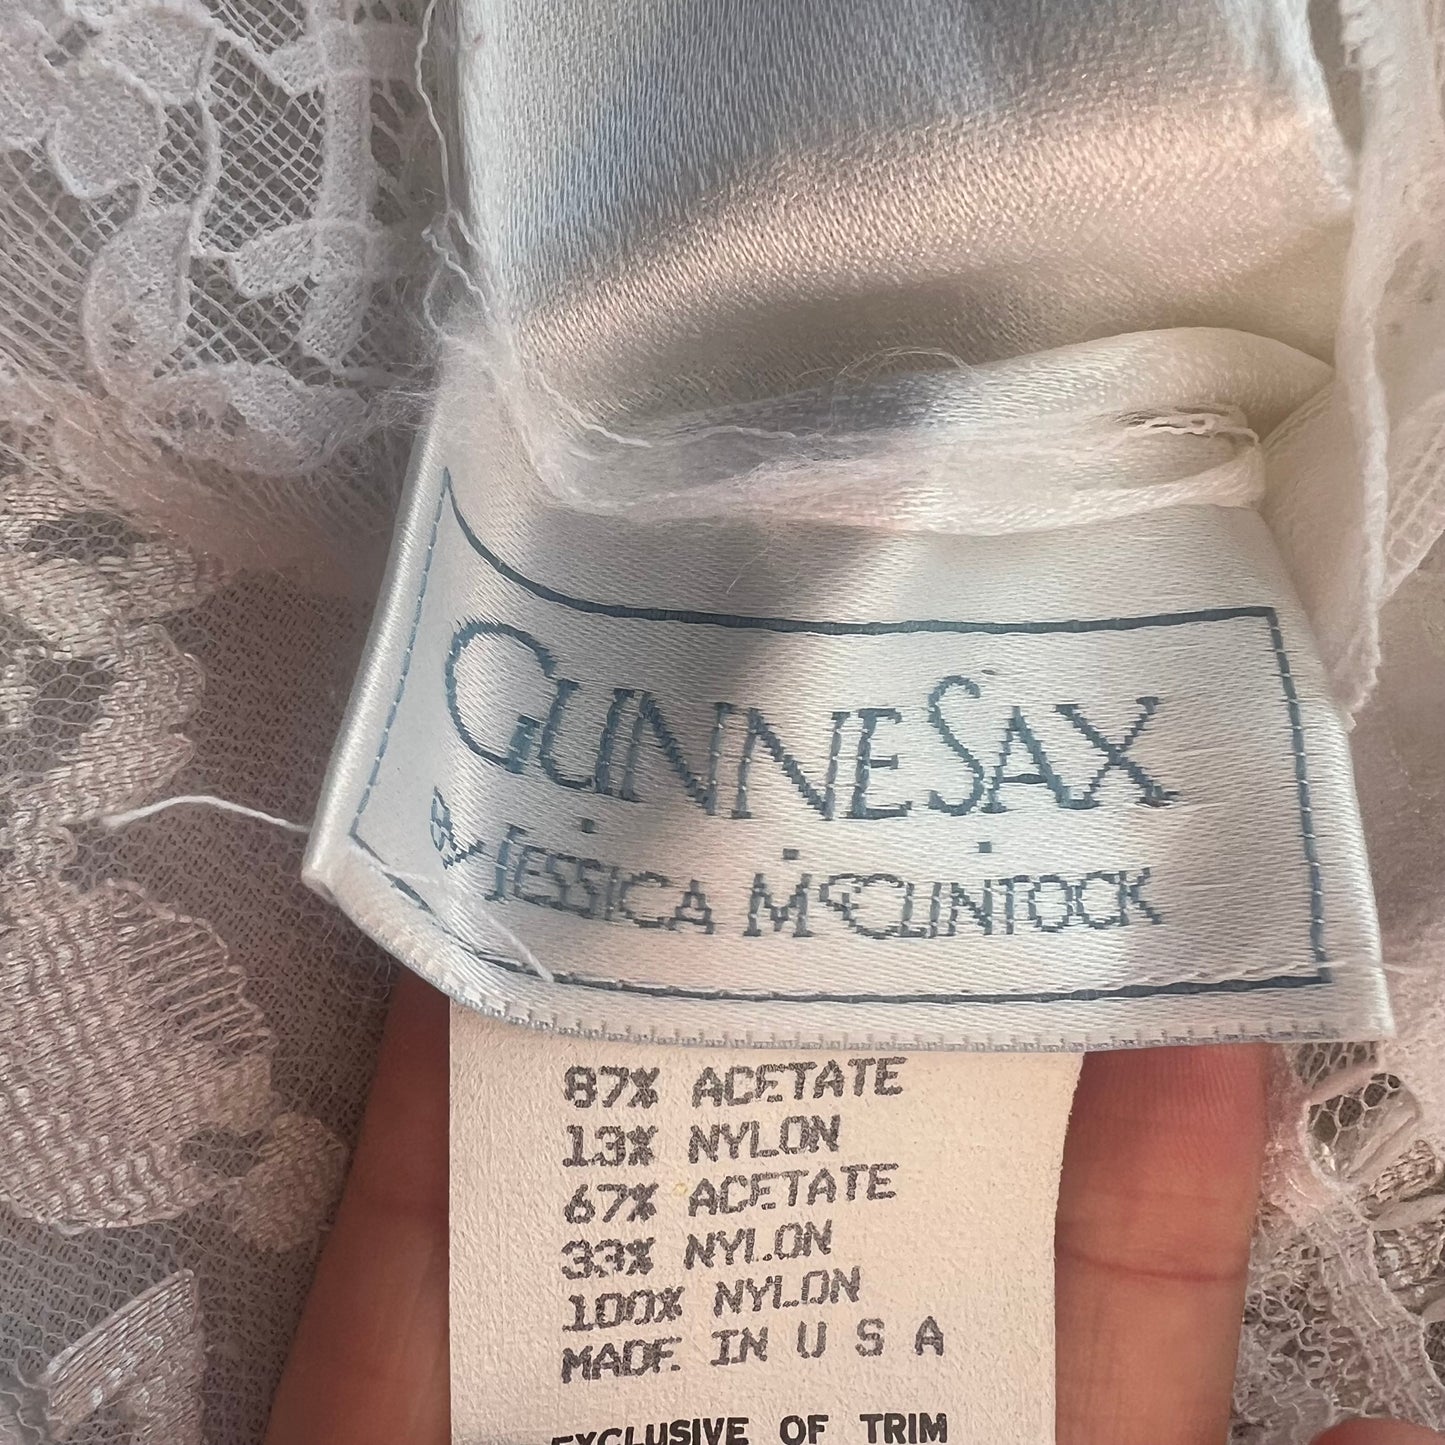 GUNNE SAX
By JESSICA McCLINTOCK
87% ACETATE
13% NYLON
67% ACETATE
33% NYLON
100% NYLON
MADE IN U S A
EXCLUSIVE OF TRIM